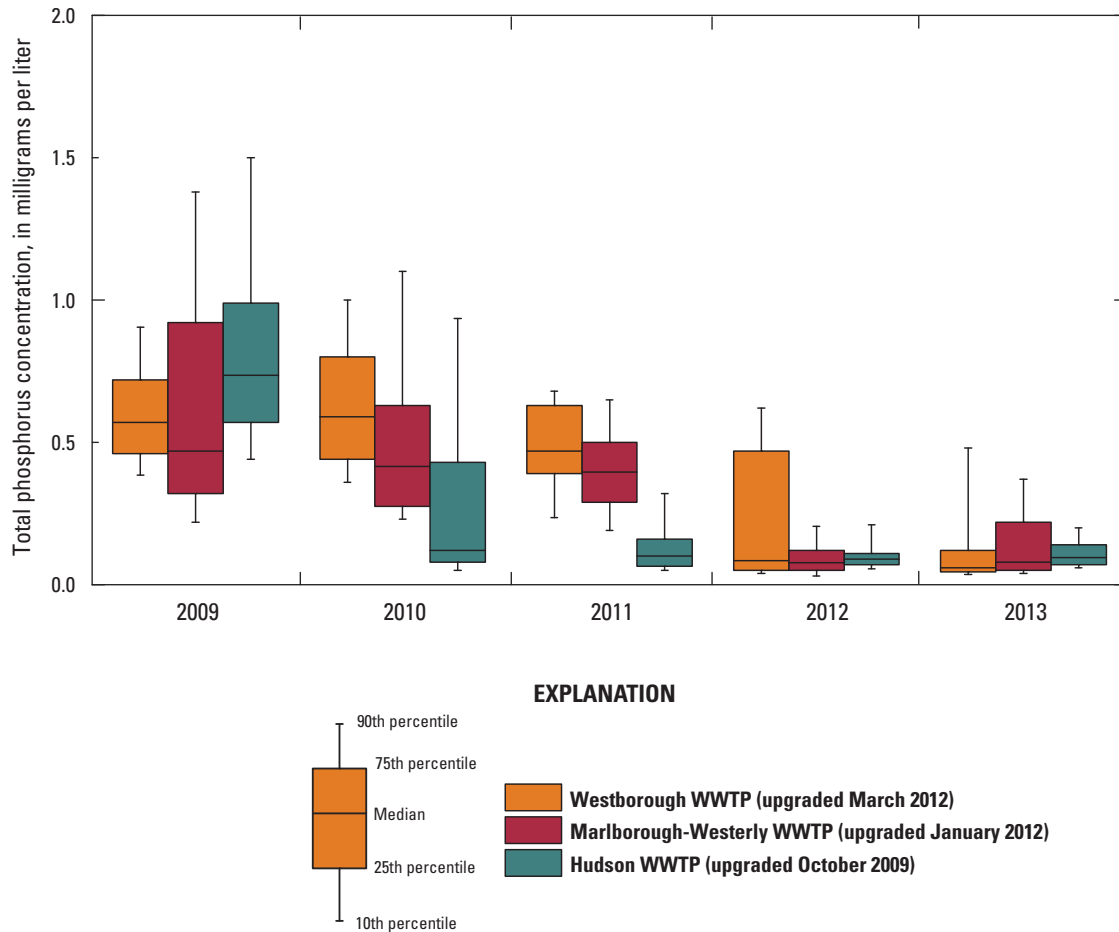 Total phosphorus concentration, in milligrams per liter
2.0
1.5
1.0
0.5
0.0
2009
2010
2011
2012
2013
EXPLANATION
90th percentile
75th percentile
Median
25th percentile
10th percentile
Westborough WWTP (upgraded March 2012)
Marlborough-Westerly WWTP (upgraded January 2012)
Hudson WWTP (upgraded October 2009)